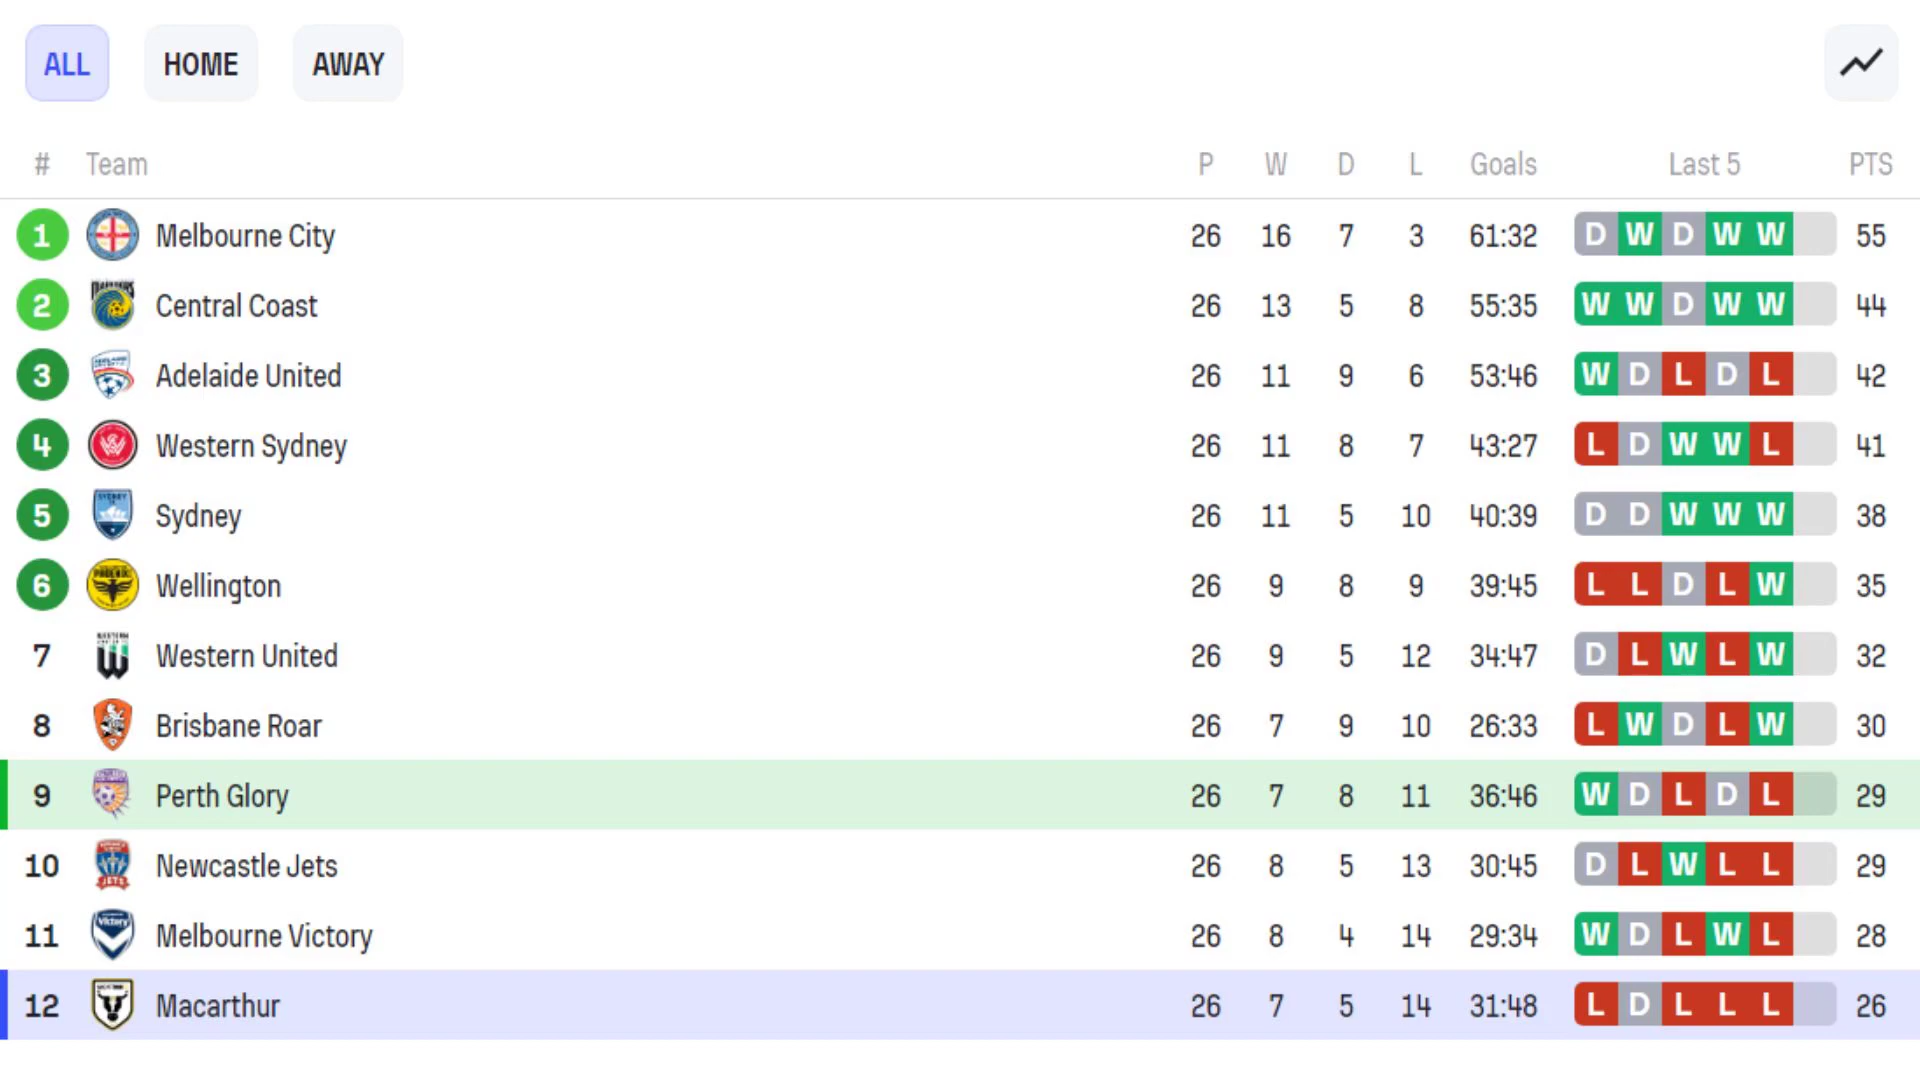 ALL HOME AWAY
# Team P W D L Goals Last 5 PTS
1 Melbourne City 26 16 7 3 61:32 D W D W W 55
2 Central Coast 26 13 5 8 55:35 W W D W W 44
3 Adelaide United 26 11 9 6 53:46 W D L D L 42
4 Western Sydney 26 11 8 7 43:27 L D W W L 41
5 Sydney 26 11 5 10 40:39 D D W W W 38
6 Wellington 26 9 8 9 39:45 L L D L W 35
7 Western United 26 9 5 12 34:47 D L W L W 32
8 Brisbane Roar 26 7 9 10 26:33 L W D L W 30
9 Perth Glory 26 7 8 11 36:46 W D L D L 29
10 Newcastle Jets 26 8 5 13 30:45 D L W L L 29
11 Melbourne Victory 26 8 4 14 29:34 W D L W L 28
12 Macarthur 26 7 5 14 31:48 L D L L L 26